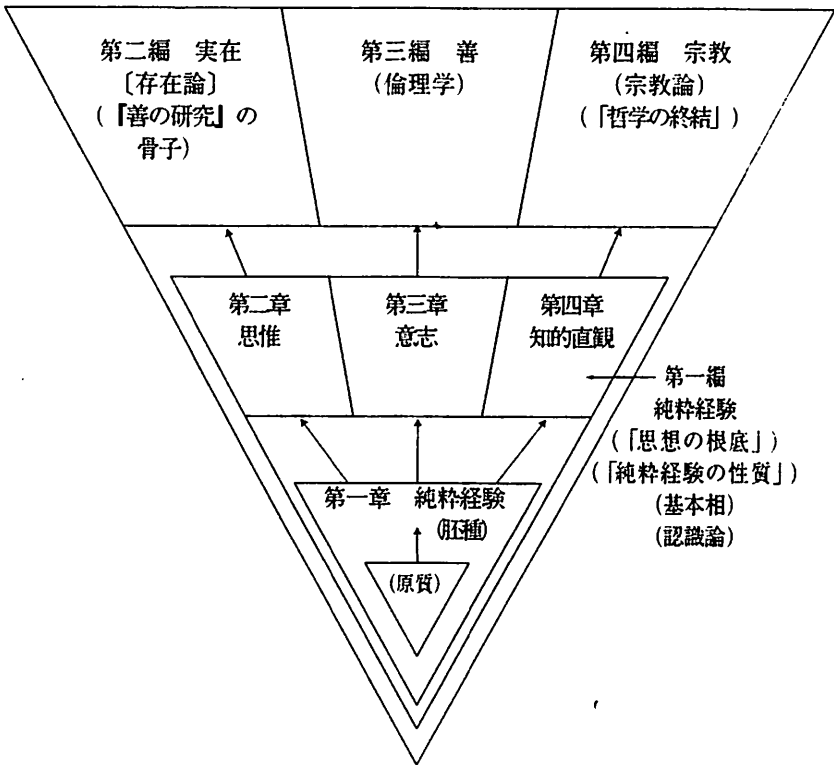 第二編　実在
〔存在論〕
(『善の研究』の
骨子)
第三編　善
(倫理学)
第四編　宗教
(宗教論)
(「哲学の終結」)
第二章
思惟
第三章
意志
第四章
知的直観
第一編
純粋経験
(「思想の根底」)
(「純粋経験の性質」)
(基本相)
(認識論)
第一章　純粋経験
(胚種)
(原質)